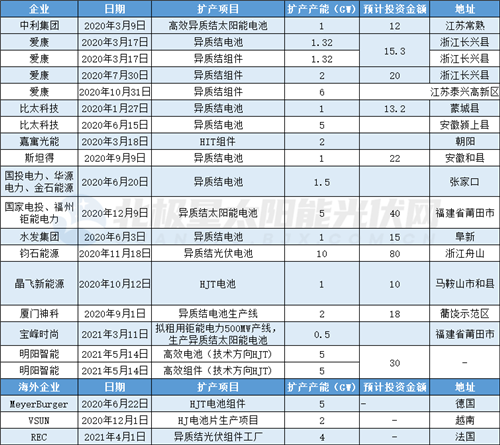 企业 日期 扩产项目 扩产产能(GW) 预计投资金额 地址
中利集团 2020年3月9日 高效异质结太阳能电池 1 12 江苏常熟
爱康 2020年3月17日 异质结电池 1.32 15.3 浙江长兴县
爱康 2020年3月17日 异质结组件 1.32 浙江长兴县
爱康 2020年7月30日 异质结组件 2 20 浙江长兴县
爱康 2020年10月31日 异质结组件 6 江苏泰兴高新区
比太科技 2020年1月27日 异质结电池 1 13.2 蒙城县
比太科技 2020年6月15日 异质结电池 5 安徽颍上县
嘉寓光能 2020年3月18日 HIT组件 2 朝阳
斯坦得 2020年9月9日 异质结电池 1 22 安徽和县
国投电力、华源
电力、金石能源 2020年6月20日 异质结电池 1.5 张家口
国家电投、福州
钜能电力 2020年12月9日 异质结太阳能电池 5 40 福建省莆田市
水发集团 2020年6月3日 异质结电池 1 15 阜新
钧石能源 2020年11月18日 异质结光伏电池 10 80 浙江舟山
晶飞新能源 2020年10月12日 HJT电池 1 10 马鞍山市和县
厦门神科 2020年9月1日 异质结电池生产线 2 18 衢饶示范区
宝峰时尚 2021年3月11日 拟租用钜能电力500MW产线,
生产异质结太阳能电池 0.5 福建省莆田市
明阳智能 2021年5月14日 高效电池(技术方向HJT) 5 30 -
明阳智能 2021年5月14日 高效组件(技术方向HJT) 5
海外企业 日期 扩产项目 扩产产能(GW) 预计投资金额 地址
MeyerBurger 2020年6月22日 HJT电池组件 5 - 德国
VSUN 2020年12月1日 HJ电池片生产项目 2 - 越南
REC 2021年4月1日 异质结组件工厂 4 - 法国
北极星太阳能光伏网